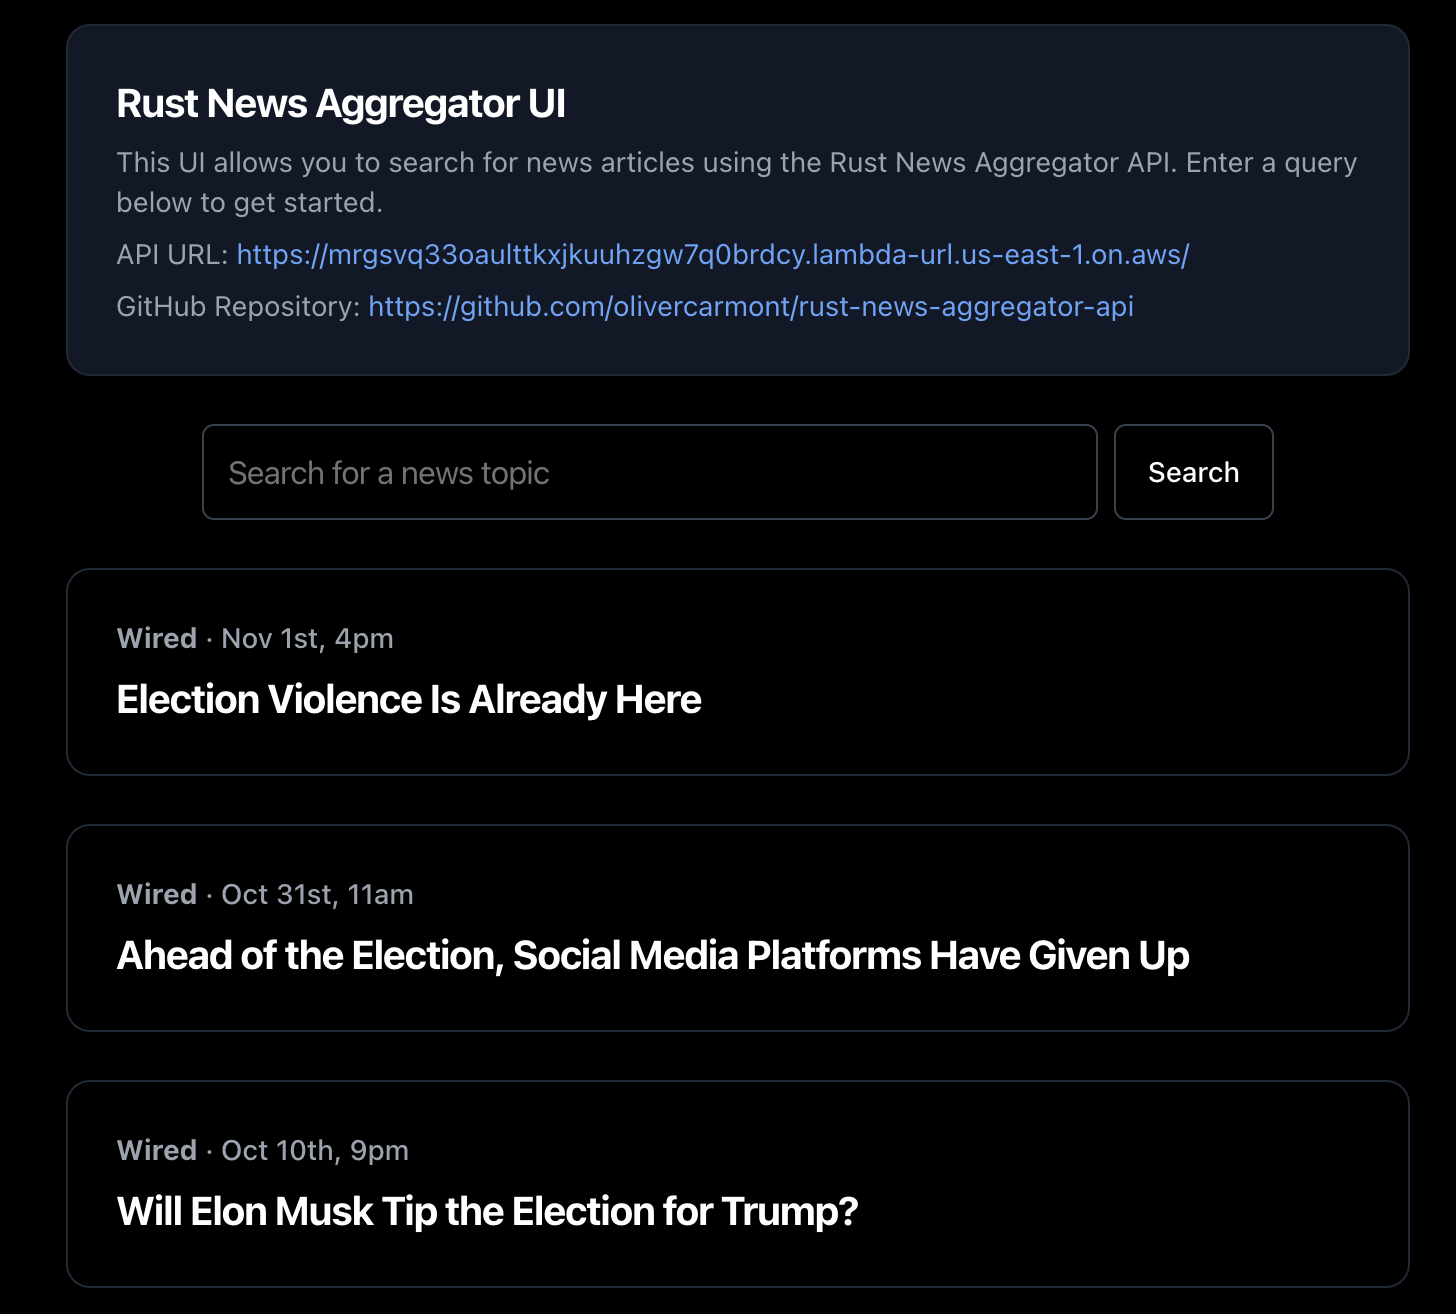 Rust News Aggregator UI
This UI allows you to search for news articles using the Rust News Aggregator API. Enter a query
below to get started.
API URL: https://mrgsvq33oaulttkxjkuuhzgw7q0brdcy.lambda-url.us-east-1.on.aws/
GitHub Repository: https://github.com/olivercarmont/rust-news-aggregator-api
Search for a news topic
Search
Wired · Nov 1st, 4pm
Election Violence Is Already Here
Wired · Oct 31st, 11am
Ahead of the Election, Social Media Platforms Have Given Up
Wired · Oct 10th, 9pm
Will Elon Musk Tip the Election for Trump?